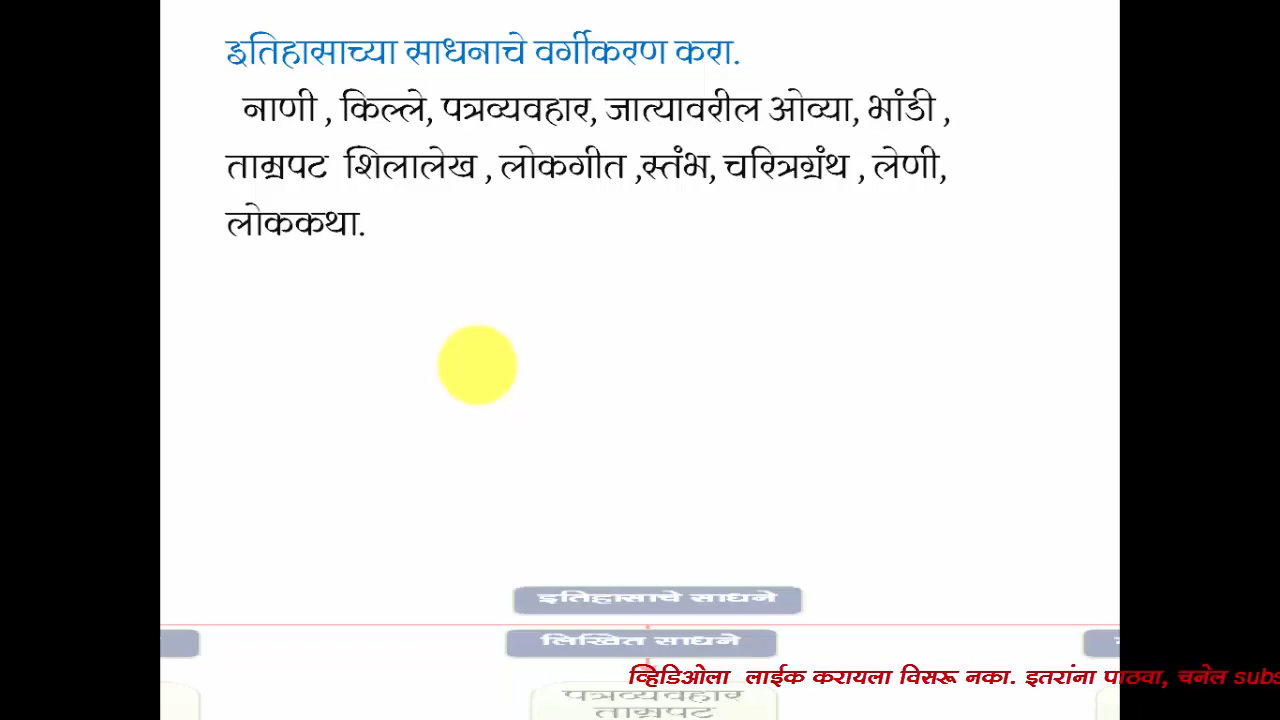 इतिहासाच्या साधनाचे वर्गीकरण करा.
नाणी , किल्ले, पत्रव्यवहार, जात्यावरील ओव्या, भांडी ,
ताम्रपट शिलालेख , लोकगीत ,स्तंभ, चरित्रग्रंथ , लेणी,
लोककथा.
इतिहासाचे साधने
लिखित साधने
व्हिडिओला लाईक करायला विसरू नका. इतरांना पाठवा, चनेल subs
पत्रव्यवहार
ताम्रपट